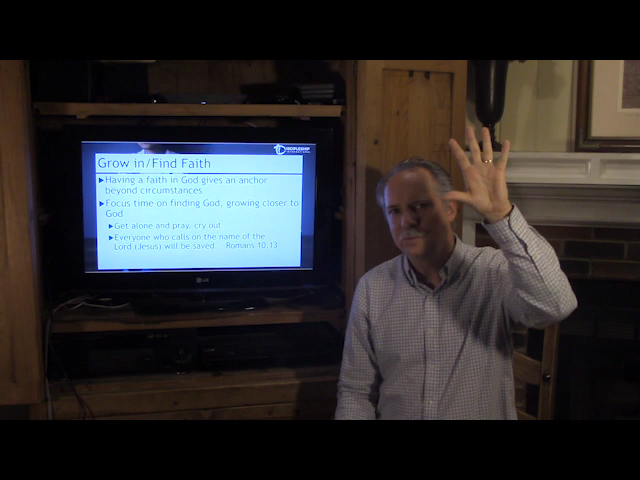 DISCIPLESHIP
Grow in/Find Faith
Having a faith in God gives an anchor
beyond circumstances
Focus time on finding God, growing closer to
God
Get alone and pray, cry out
Everyone who calls on the name of the
Lord (Jesus) will be saved. Romans 10.13
LG